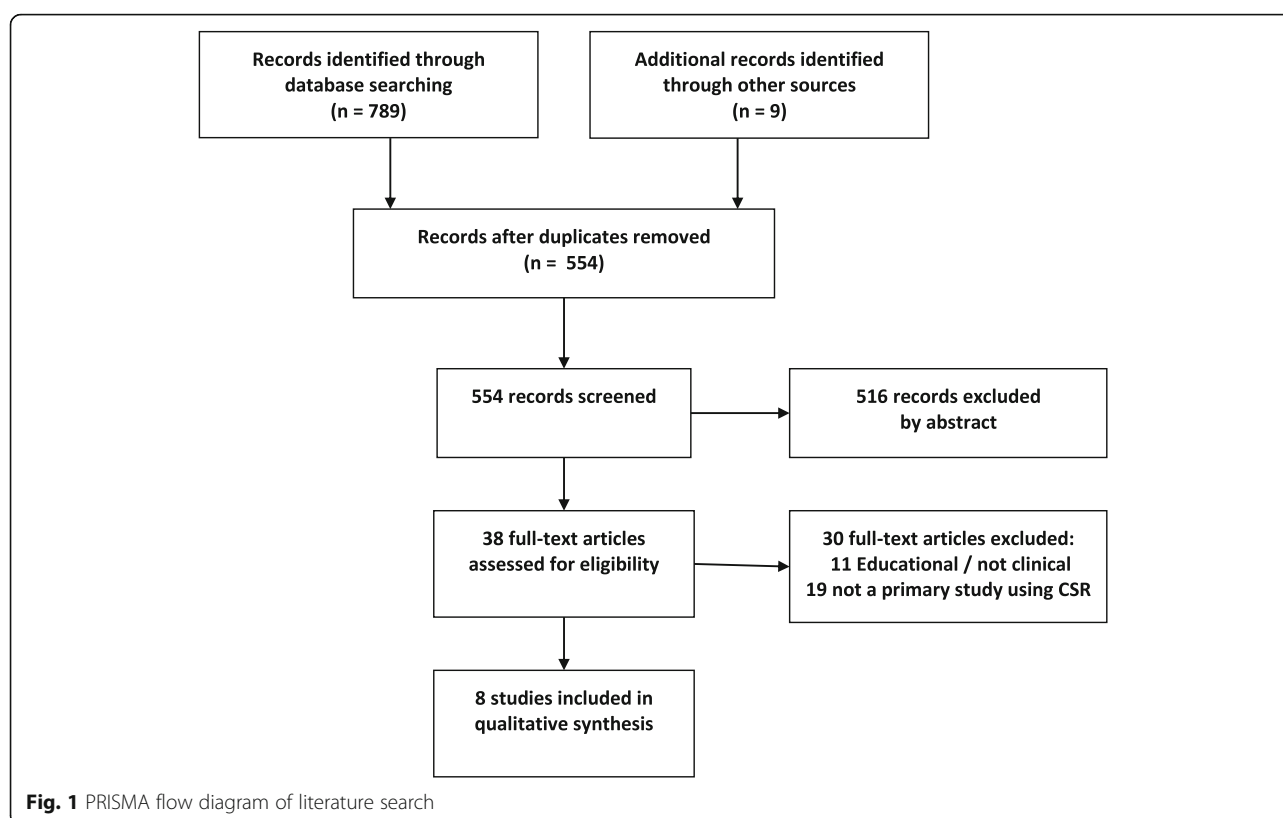 Records identified through
database searching
(n = 789)
Additional records identified
through other sources
(n = 9)
Records after duplicates removed
(n = 554)
554 records screened
516 records excluded
by abstract
38 full-text articles
assessed for eligibility
30 full-text articles excluded:
11 Educational / not clinical
19 not a primary study using CSR
8 studies included in
qualitative synthesis
Fig. 1 PRISMA flow diagram of literature search